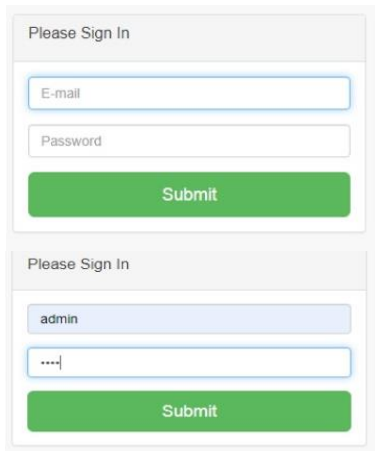 Please Sign In
E-mail
Password
Submit
Please Sign In
admin
····
Submit